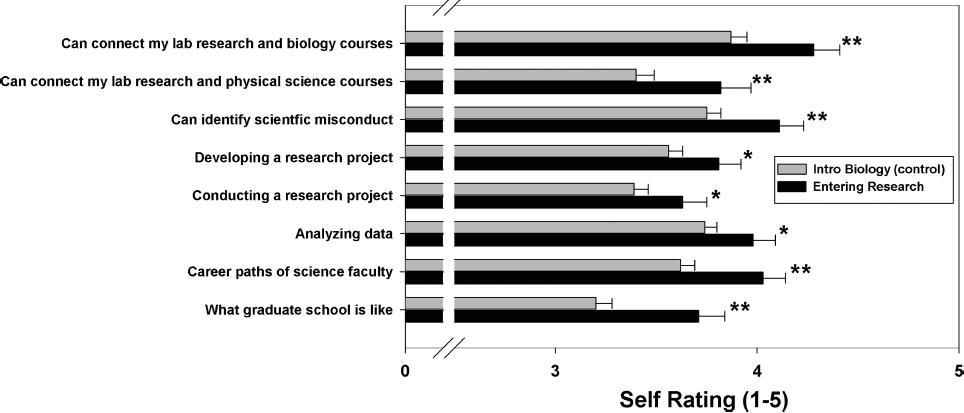 Can connect my lab research and biology courses
**
Can connect my lab research and physical science courses
**
Can identify scientfic misconduct
**
Developing a research project
*
Intro Biology (control)
Entering Research
Conducting a research project
*
Analyzing data
*
Career paths of science faculty
**
What graduate school is like
**
0 3 4 5
Self Rating (1-5)